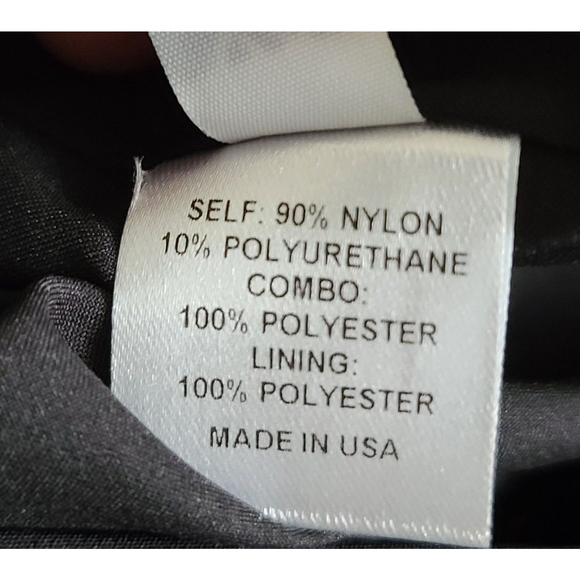 SELF: 90% NYLON
10% POLYURETHANE
COMBO:
100% POLYESTER
LINING:
100% POLYESTER
MADE IN USA